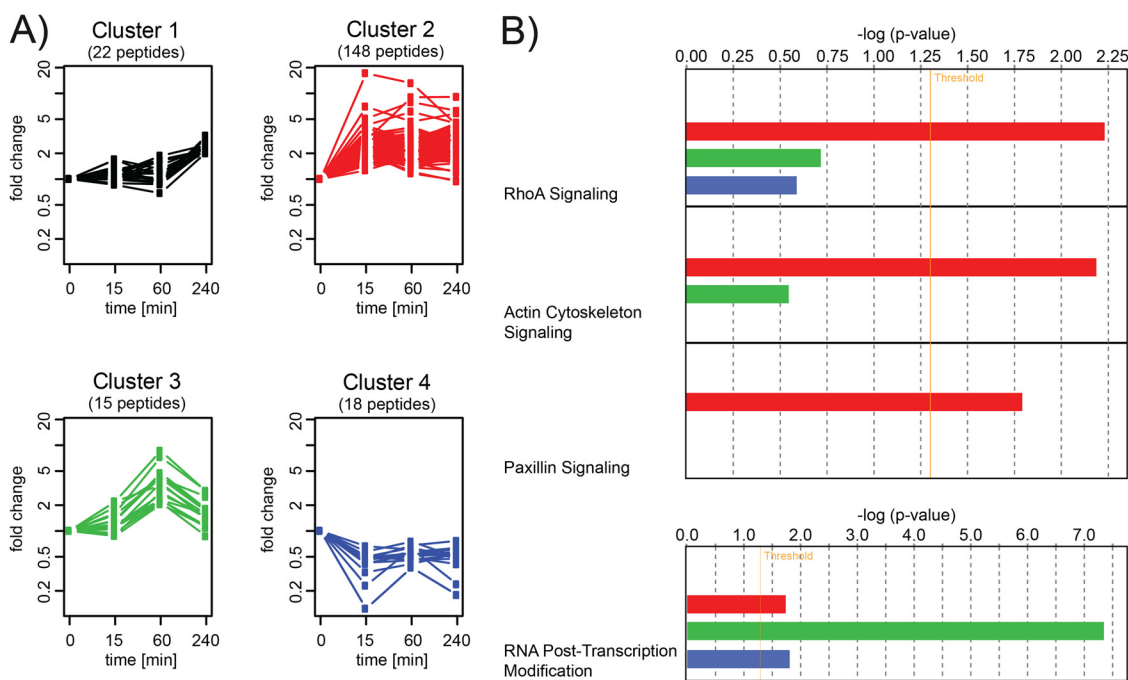 A)
Cluster 1
(22 peptides)
fold change
20
5
2
1
0.5
0.2
0 15 60 240
time [min]
Cluster 2
(148 peptides)
fold change
20
5
2
1
0.5
0.2
0 15 60 240
time [min]
Cluster 3
(15 peptides)
fold change
20
5
2
1
0.5
0.2
0 15 60 240
time [min]
Cluster 4
(18 peptides)
fold change
20
5
2
1
0.5
0.2
0 15 60 240
time [min]
B)
-log (p-value)
0.00 0.25 0.50 0.75 1.00 1.25 1.50 1.75 2.00 2.25
Threshold
RhoA Signaling
Actin Cytoskeleton
Signaling
Paxillin Signaling
-log (p-value)
0.0 1.0 2.0 3.0 4.0 5.0 6.0 7.0
Threshold
RNA Post-Transcription
Modification